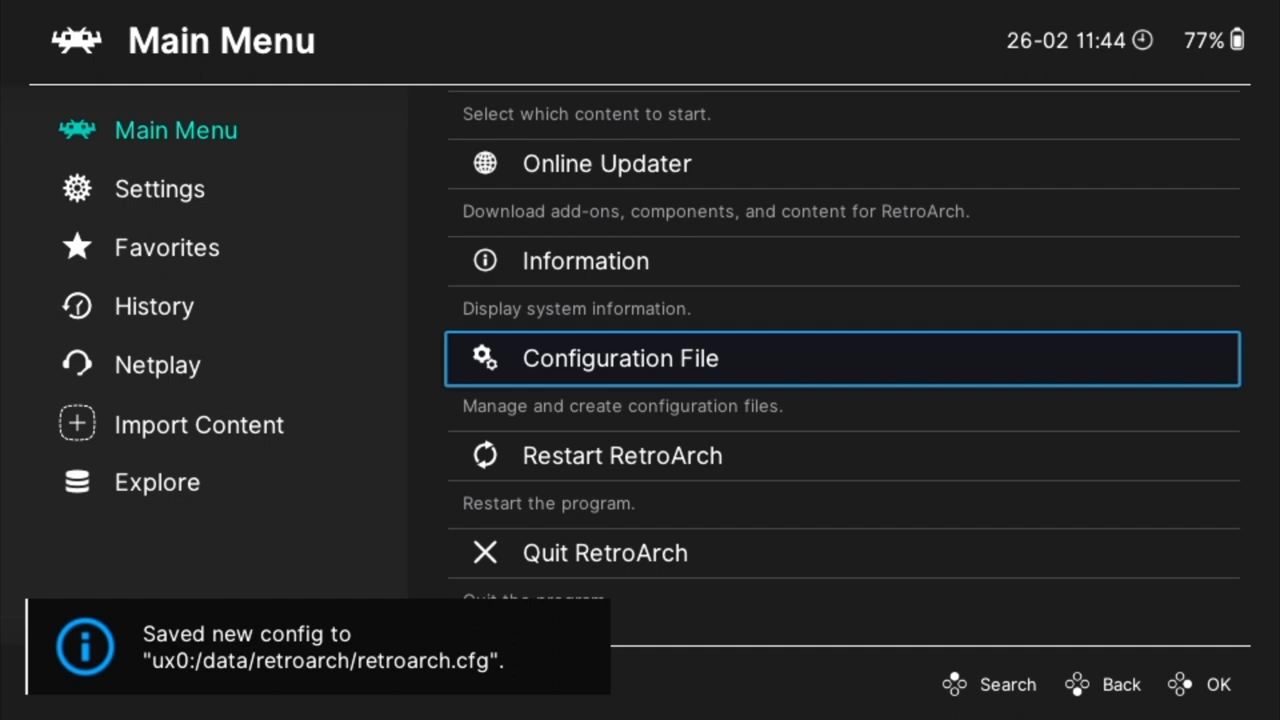 Main Menu
26-02 11:44
77%
Main Menu
Settings
Favorites
History
Netplay
Import Content
Explore
Select which content to start.
Online Updater
Download add-ons, components, and content for RetroArch.
Information
Display system information.
Configuration File
Manage and create configuration files.
Restart RetroArch
Restart the program.
Quit RetroArch
Quit the program.
Saved new config to
"ux0:/data/retroarch/retroarch.cfg".
Search
Back
OK